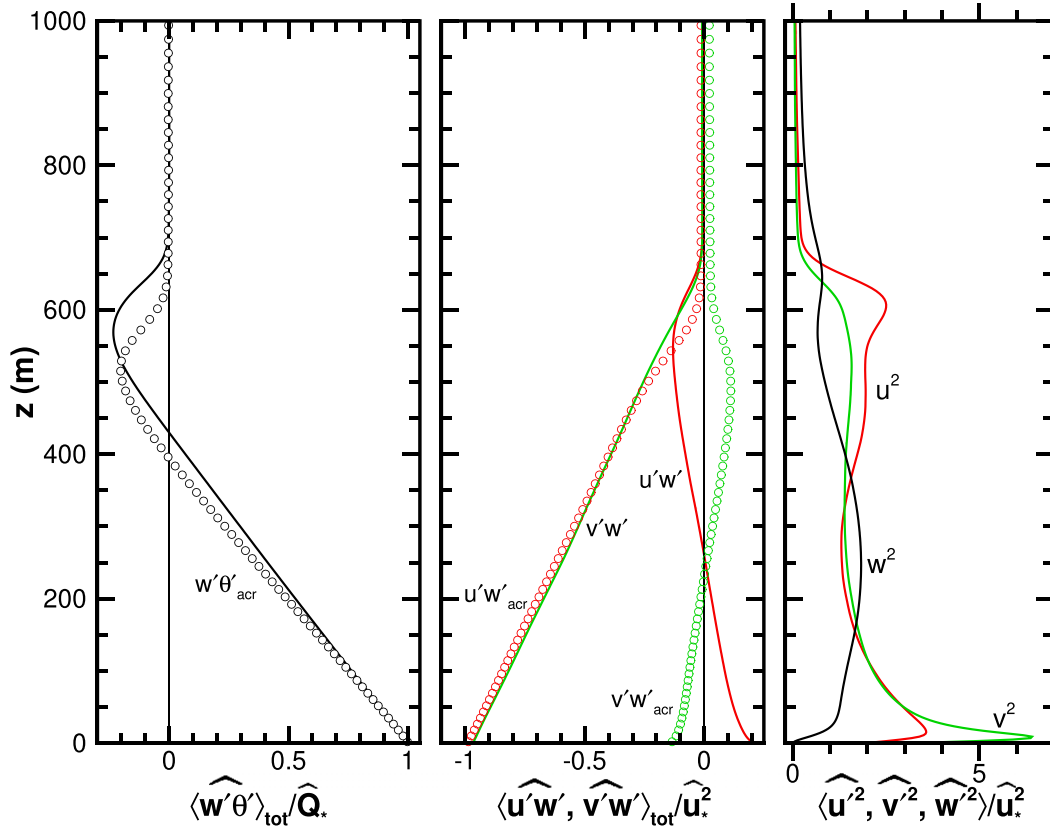 1000
800
600
400
200
0
z (m)
w′θ′acr
u′w′
v′w′
u′w′acr
v′w′acr
u²
w²
v²
0 0.5 1
-1 -0.5 0
0 5
⟨w′θ′⟩tot/Q̂*
⟨u′w′, v′w′⟩tot/û*²
⟨u′², v′², w′²⟩/û*²